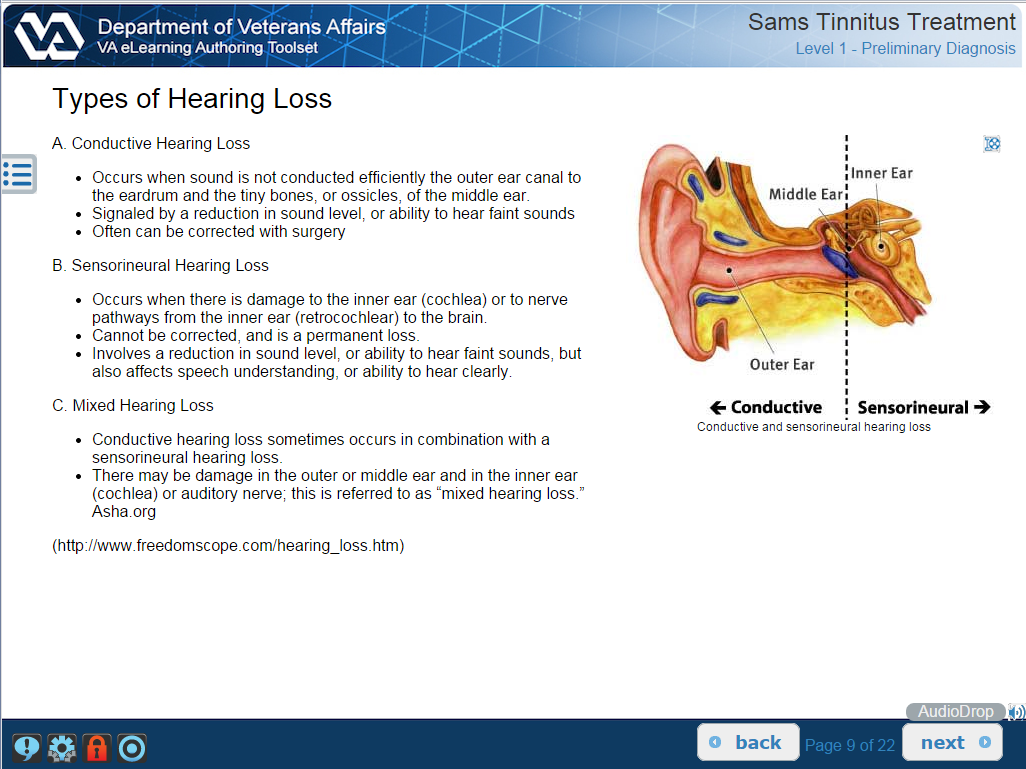 VA
Department of Veterans Affairs
VA eLearning Authoring Toolset
Sams Tinnitus Treatment
Level 1 - Preliminary Diagnosis
Types of Hearing Loss
A. Conductive Hearing Loss
• Occurs when sound is not conducted efficiently the outer ear canal to
the eardrum and the tiny bones, or ossicles, of the middle ear.
• Signaled by a reduction in sound level, or ability to hear faint sounds
• Often can be corrected with surgery
B. Sensorineural Hearing Loss
• Occurs when there is damage to the inner ear (cochlea) or to nerve
pathways from the inner ear (retrocochlear) to the brain.
• Cannot be corrected, and is a permanent loss.
• Involves a reduction in sound level, or ability to hear faint sounds, but
also affects speech understanding, or ability to hear clearly.
C. Mixed Hearing Loss
• Conductive hearing loss sometimes occurs in combination with a
sensorineural hearing loss.
• There may be damage in the outer or middle ear and in the inner ear
(cochlea) or auditory nerve; this is referred to as “mixed hearing loss.”
Asha.org
(http://www.freedomscope.com/hearing_loss.htm)
Inner Ear
Middle Ear
Outer Ear
← Conductive
Sensorineural →
Conductive and sensorineural hearing loss
AudioDrop
back
Page 9 of 22
next